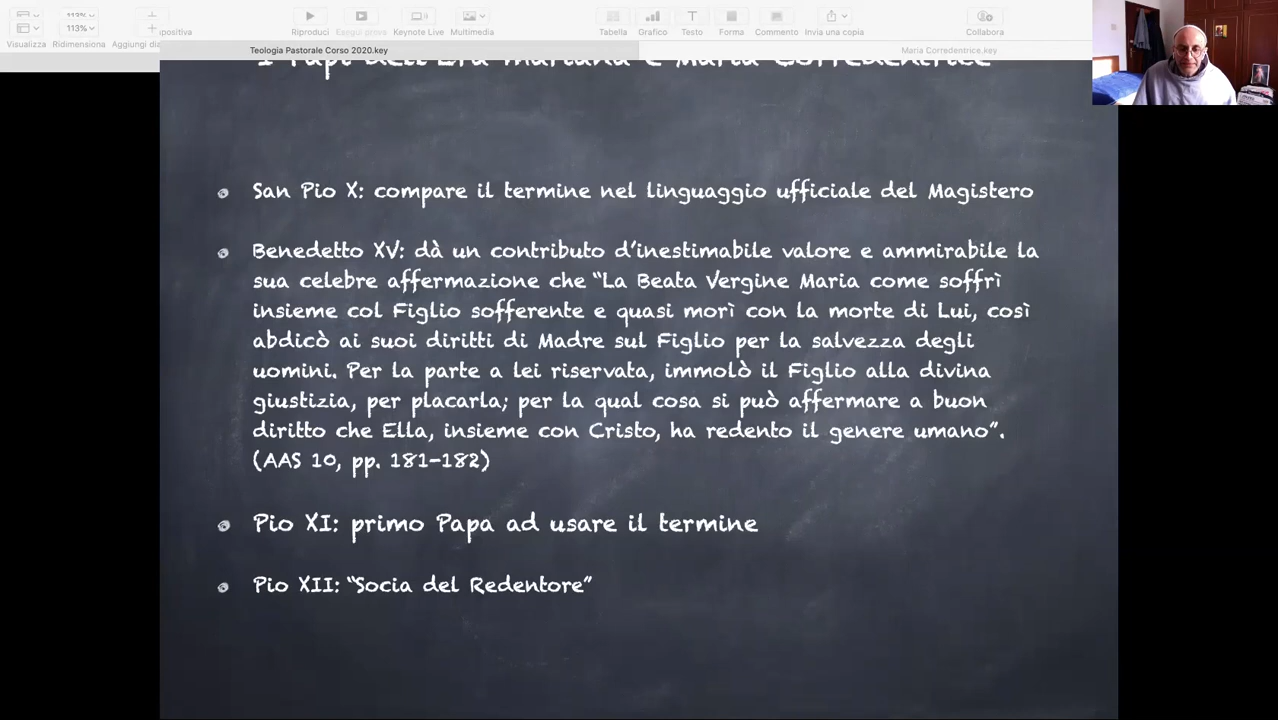 113%
Visualizza
Ridimensiona
Riproduci
Keynote Live
Multimedia
Tabella
Grafico
Testo
Forma
Commento
Invia una copia
Collabora
Teologia Pastorale Corso 2020.key
Maria Corredentrice.key
I Papi dell'Era mariana e Maria Corredentrice
San Pio X: compare il termine nel linguaggio ufficiale del Magistero
Benedetto XV: dà un contributo d'inestimabile valore e ammirabile la
sua celebre affermazione che “La Beata Vergine Maria come soffrì
insieme col Figlio sofferente e quasi morì con la morte di Lui, così
abdicò ai suoi diritti di Madre sul Figlio per la salvezza degli
uomini. Per la parte a lei riservata, immolò il Figlio alla divina
giustizia, per placarla; per la qual cosa si può affermare a buon
diritto che Ella, insieme con Cristo, ha redento il genere umano”.
(AAS 10, pp. 181-182)
Pio XI: primo Papa ad usare il termine
Pio XII: “Socia del Redentore”